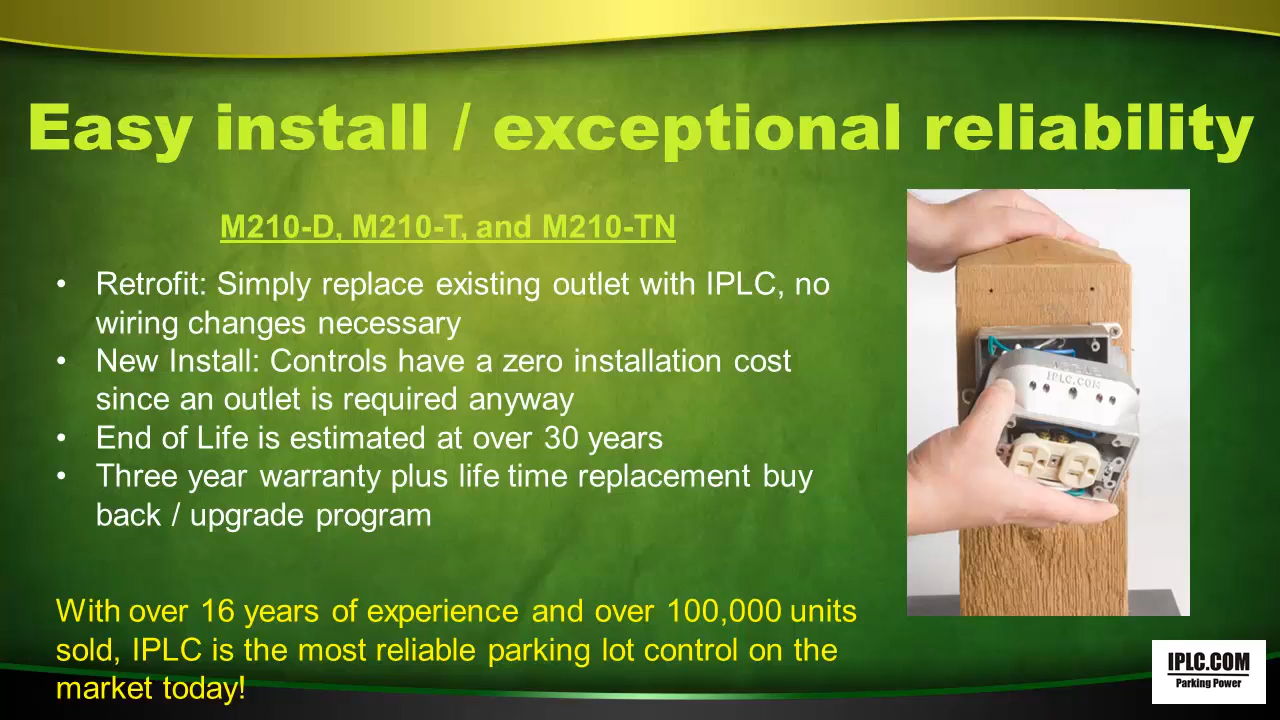 Easy install / exceptional reliability
M210-D, M210-T, and M210-TN
• Retrofit: Simply replace existing outlet with IPLC, no
wiring changes necessary
• New Install: Controls have a zero installation cost
since an outlet is required anyway
• End of Life is estimated at over 30 years
• Three year warranty plus life time replacement buy
back / upgrade program
IPLC.COM
With over 16 years of experience and over 100,000 units
sold, IPLC is the most reliable parking lot control on the
market today!
IPLC.COM
Parking Power